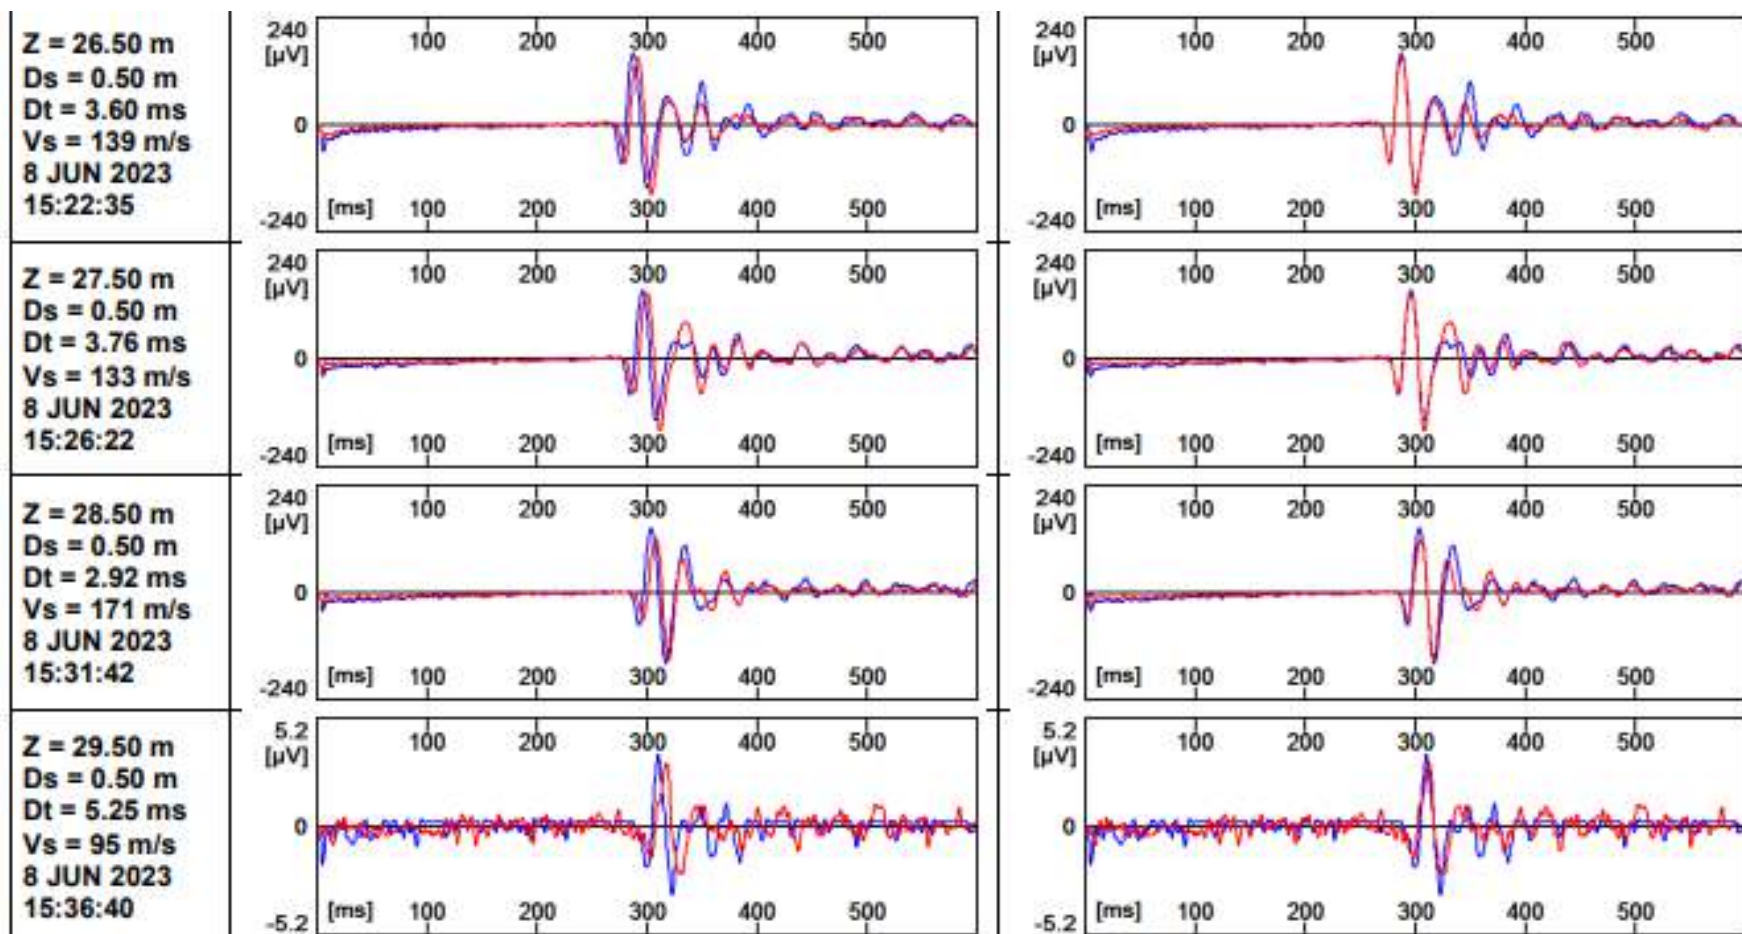 Z = 26.50 m
Ds = 0.50 m
Dt = 3.60 ms
Vs = 139 m/s
8 JUN 2023
15:22:35
240 100 200 300 400 500
[µV]
0
-240 [ms] 100 200 300 400 500
240 100 200 300 400 500
[µV]
0
-240 [ms] 100 200 300 400 500
Z = 27.50 m
Ds = 0.50 m
Dt = 3.76 ms
Vs = 133 m/s
8 JUN 2023
15:26:22
240 100 200 300 400 500
[µV]
0
-240 [ms] 100 200 300 400 500
240 100 200 300 400 500
[µV]
0
-240 [ms] 100 200 300 400 500
Z = 28.50 m
Ds = 0.50 m
Dt = 2.92 ms
Vs = 171 m/s
8 JUN 2023
15:31:42
240 100 200 300 400 500
[µV]
0
-240 [ms] 100 200 300 400 500
240 100 200 300 400 500
[µV]
0
-240 [ms] 100 200 300 400 500
Z = 29.50 m
Ds = 0.50 m
Dt = 5.25 ms
Vs = 95 m/s
8 JUN 2023
15:36:40
5.2 100 200 300 400 500
[µV]
0
-5.2 [ms] 100 200 300 400 500
5.2 100 200 300 400 500
[µV]
0
-5.2 [ms] 100 200 300 400 500